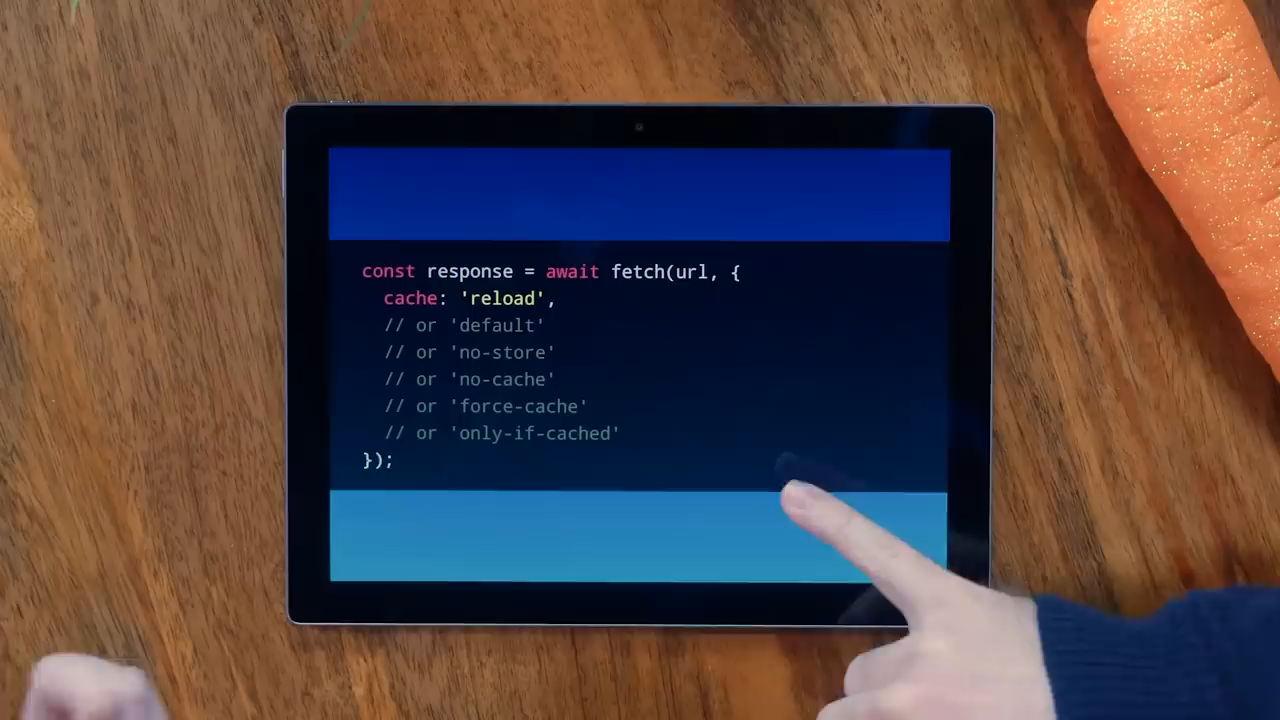 const response = await fetch(url, {
  cache: 'reload',
  // or 'default'
  // or 'no-store'
  // or 'no-cache'
  // or 'force-cache'
  // or 'only-if-cached'
});